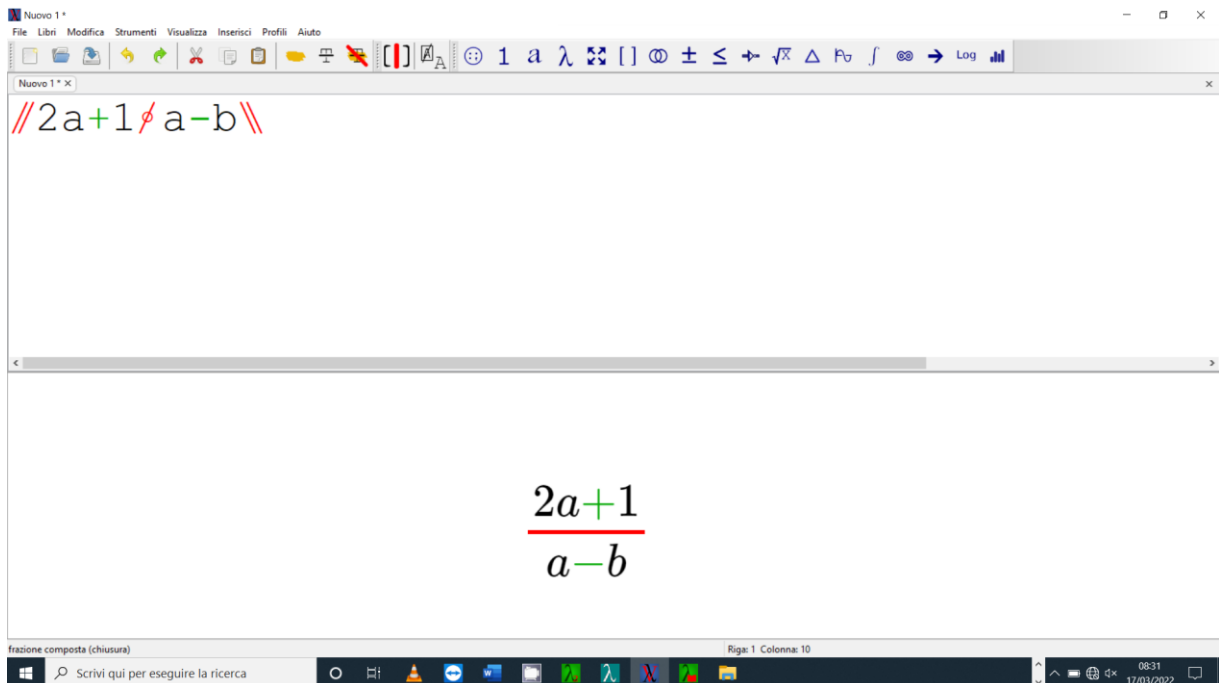 Nuovo 1 *
File Libri Modifica Strumenti Visualizza Inserisci Profili Aiuto
1 a λ [ ] ± ≤ √x △ ∫ ∞ → Log
Nuovo 1 * X
//2a+1/a-b\\
2a+1
a−b
frazione composta (chiusura)
Riga: 1 Colonna: 10
Scrivi qui per eseguire la ricerca
08:31
17/03/2022